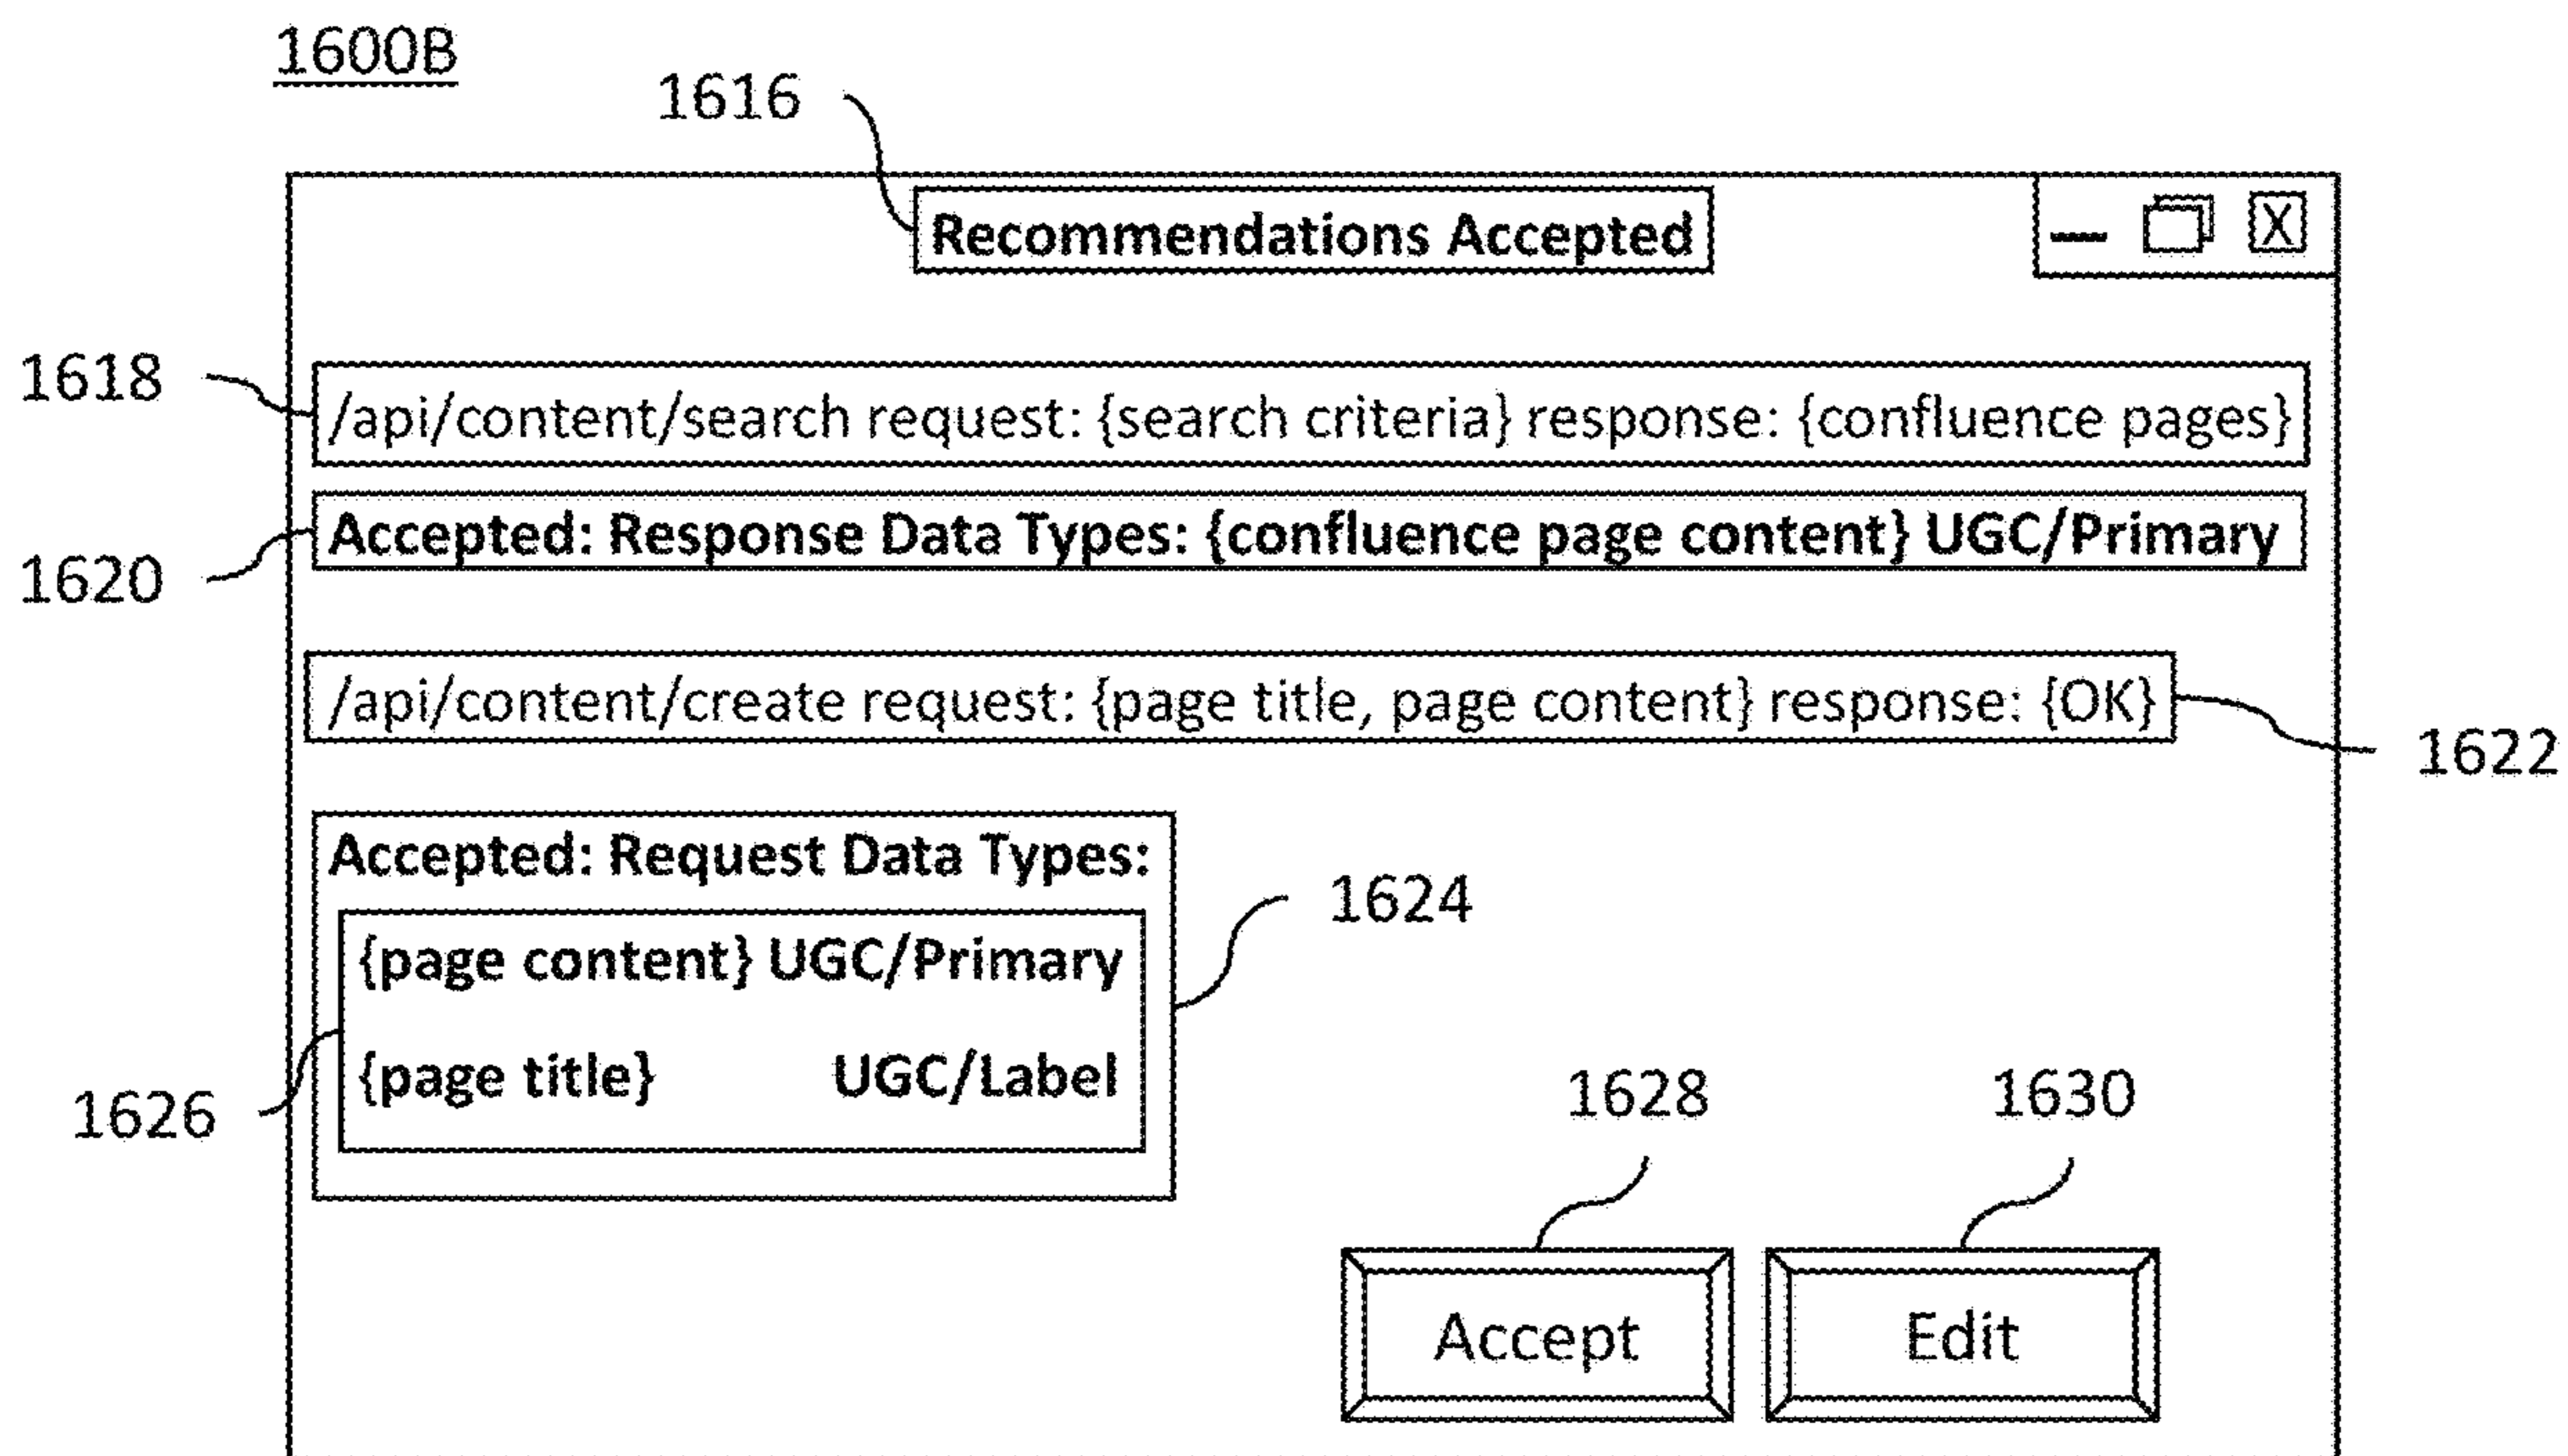 1600B
1616
Recommendations Accepted
X
1618
/api/content/search request: {search criteria} response: {confluence pages}
1620
Accepted: Response Data Types: {confluence page content} UGC/Primary
/api/content/create request: {page title, page content} response: {OK}
1622
Accepted: Request Data Types:
1624
{page content} UGC/Primary
{page title} UGC/Label
1626
1628
1630
Accept
Edit